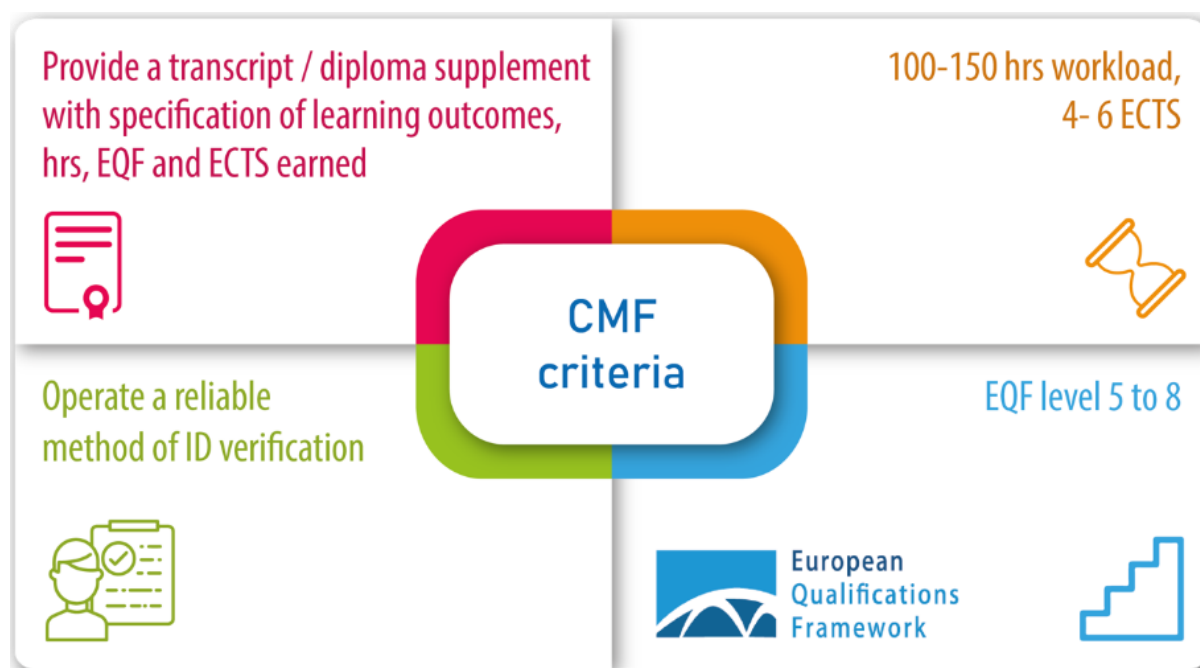 Provide a transcript / diploma supplement
with specification of learning outcomes,
hrs, EQF and ECTS earned
100-150 hrs workload,
4- 6 ECTS
CMF
criteria
Operate a reliable
method of ID verification
EQF level 5 to 8
European
Qualifications
Framework